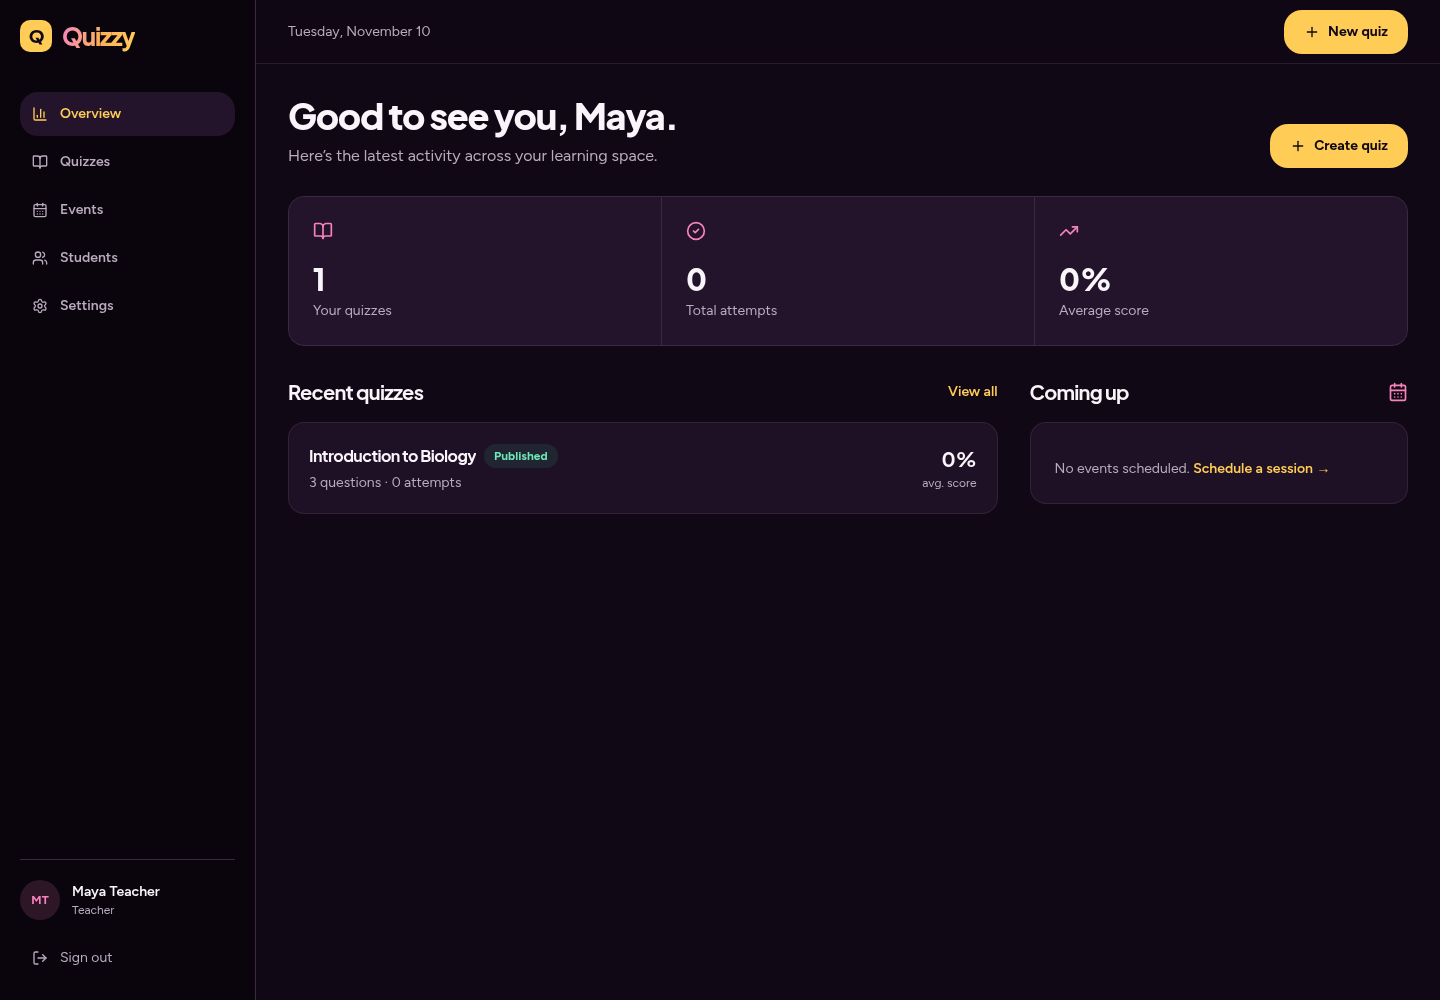 Q Quizzy
Overview
Quizzes
Events
Students
Settings
MT
Maya Teacher
Teacher
Sign out
Tuesday, November 10
+ New quiz
Good to see you, Maya.
Here’s the latest activity across your learning space.
+ Create quiz
1
Your quizzes
0
Total attempts
0%
Average score
Recent quizzes
View all
Introduction to Biology Published
3 questions · 0 attempts
0%
avg. score
Coming up
No events scheduled. Schedule a session →